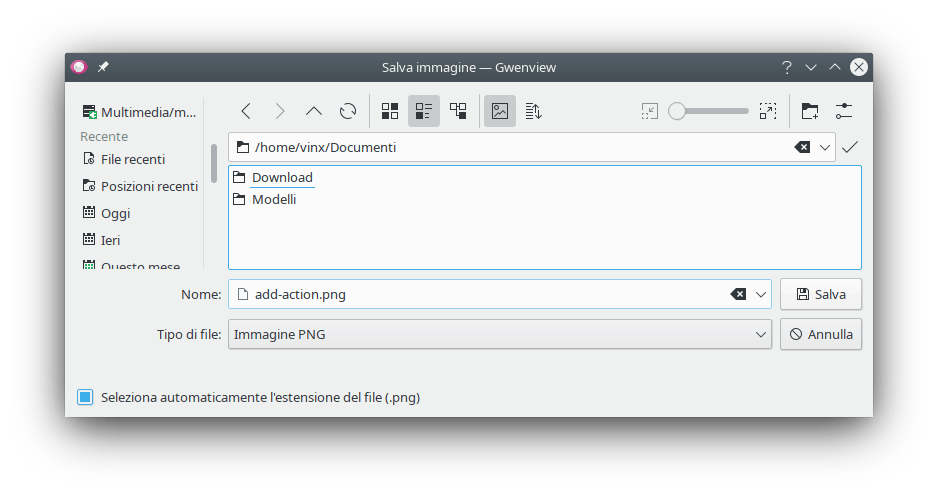 Salva immagine — Gwenview
Multimedia/m...
Recente
File recenti
Posizioni recenti
Oggi
Ieri
Questo mese
/home/vinx/Documenti
Download
Modelli
Nome: add-action.png Salva
Tipo di file: Immagine PNG Annulla
Seleziona automaticamente l'estensione del file (.png)